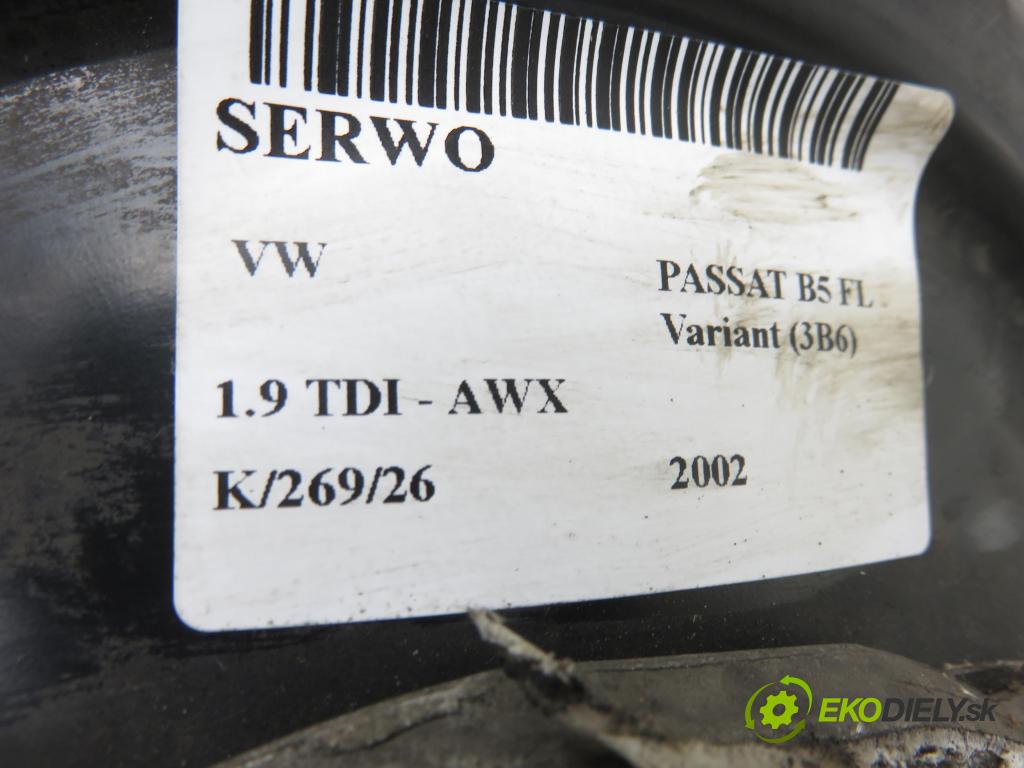 SERWO
VW
PASSAT B5 FL
Variant (3B6)
1.9 TDI - AWX
K/269/26
2002
EKODIELY.sk